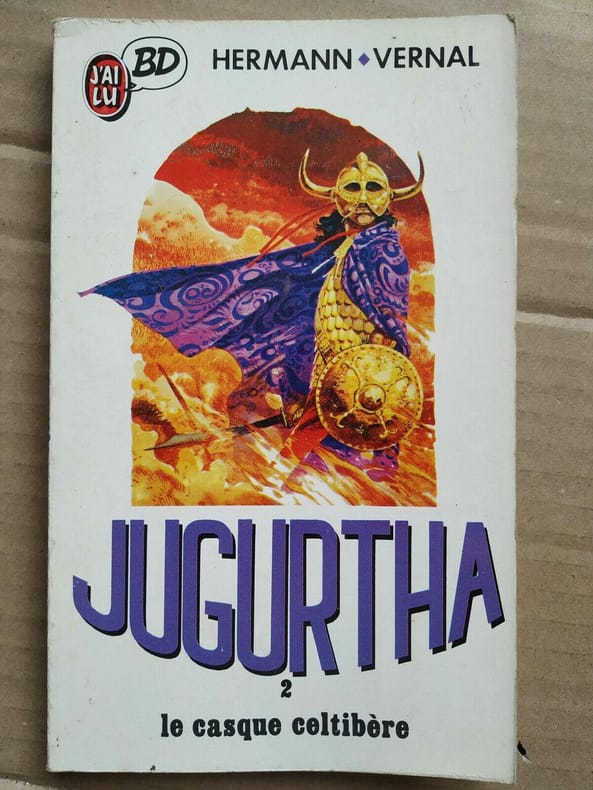 J'AI
LU
BD
HERMANN ◆ VERNAL
JUGURTHA
2
le casque celtibère